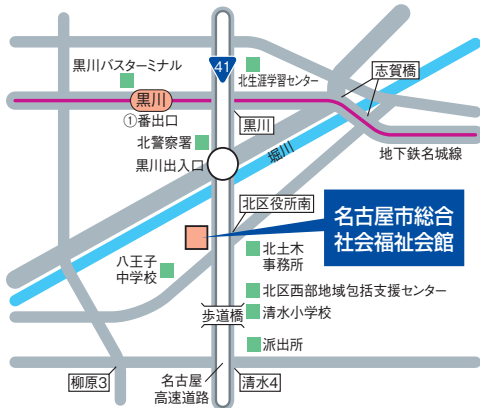 黒川バスターミナル
41
北生涯学習センター
志賀橋
黒川
①番出口
黒川
北警察署
堀川
地下鉄名城線
黒川出入口
北区役所南
名古屋市総合
社会福祉会館
八王子
中学校
北土木
事務所
北区西部地域包括支援センター
歩道橋
清水小学校
派出所
柳原3
名古屋
高速道路
清水4